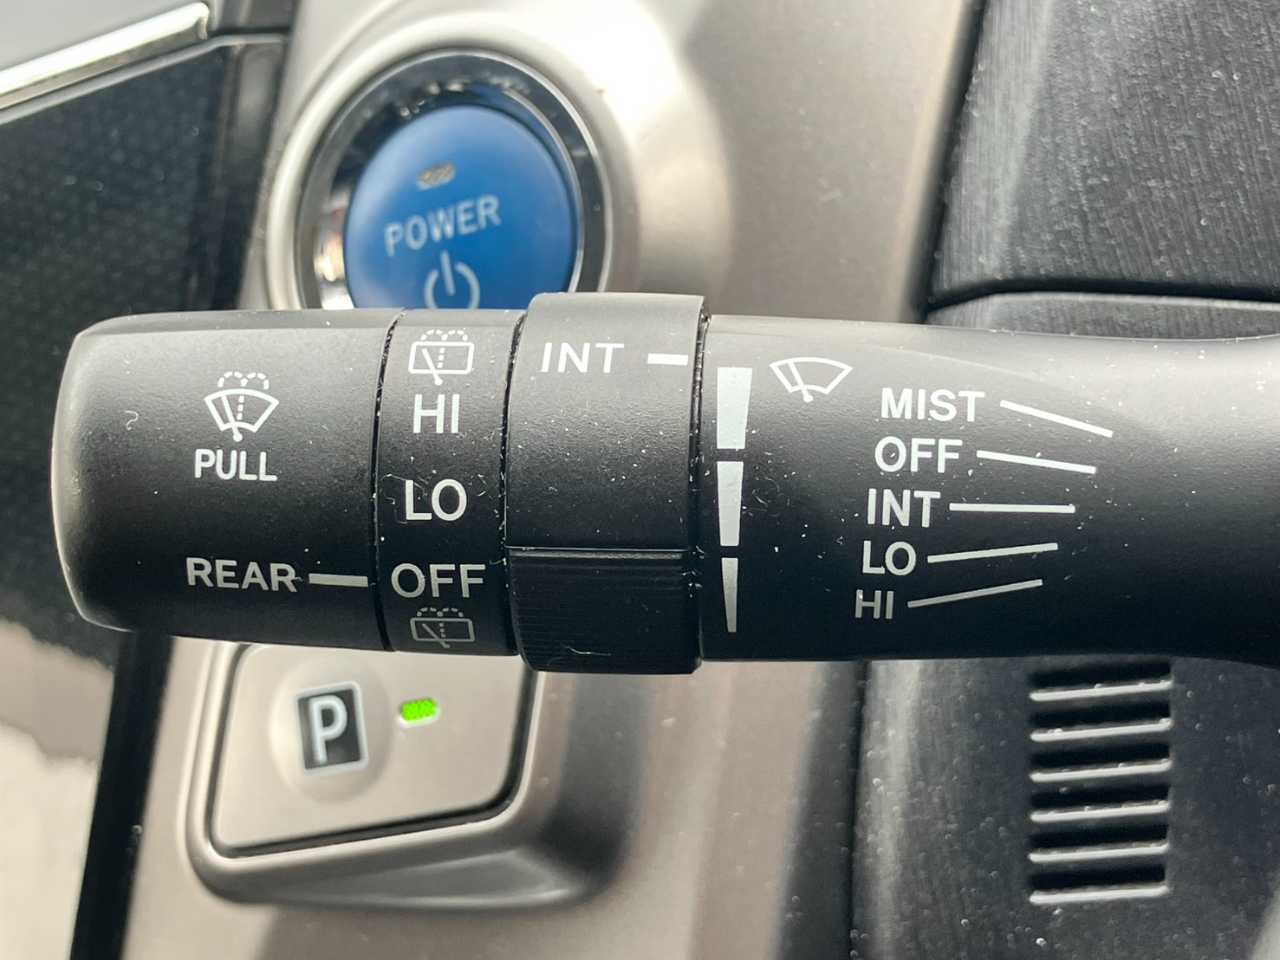 POWER
PULL
REAR
HI
LO
OFF
INT
MIST
OFF
INT
LO
HI
P